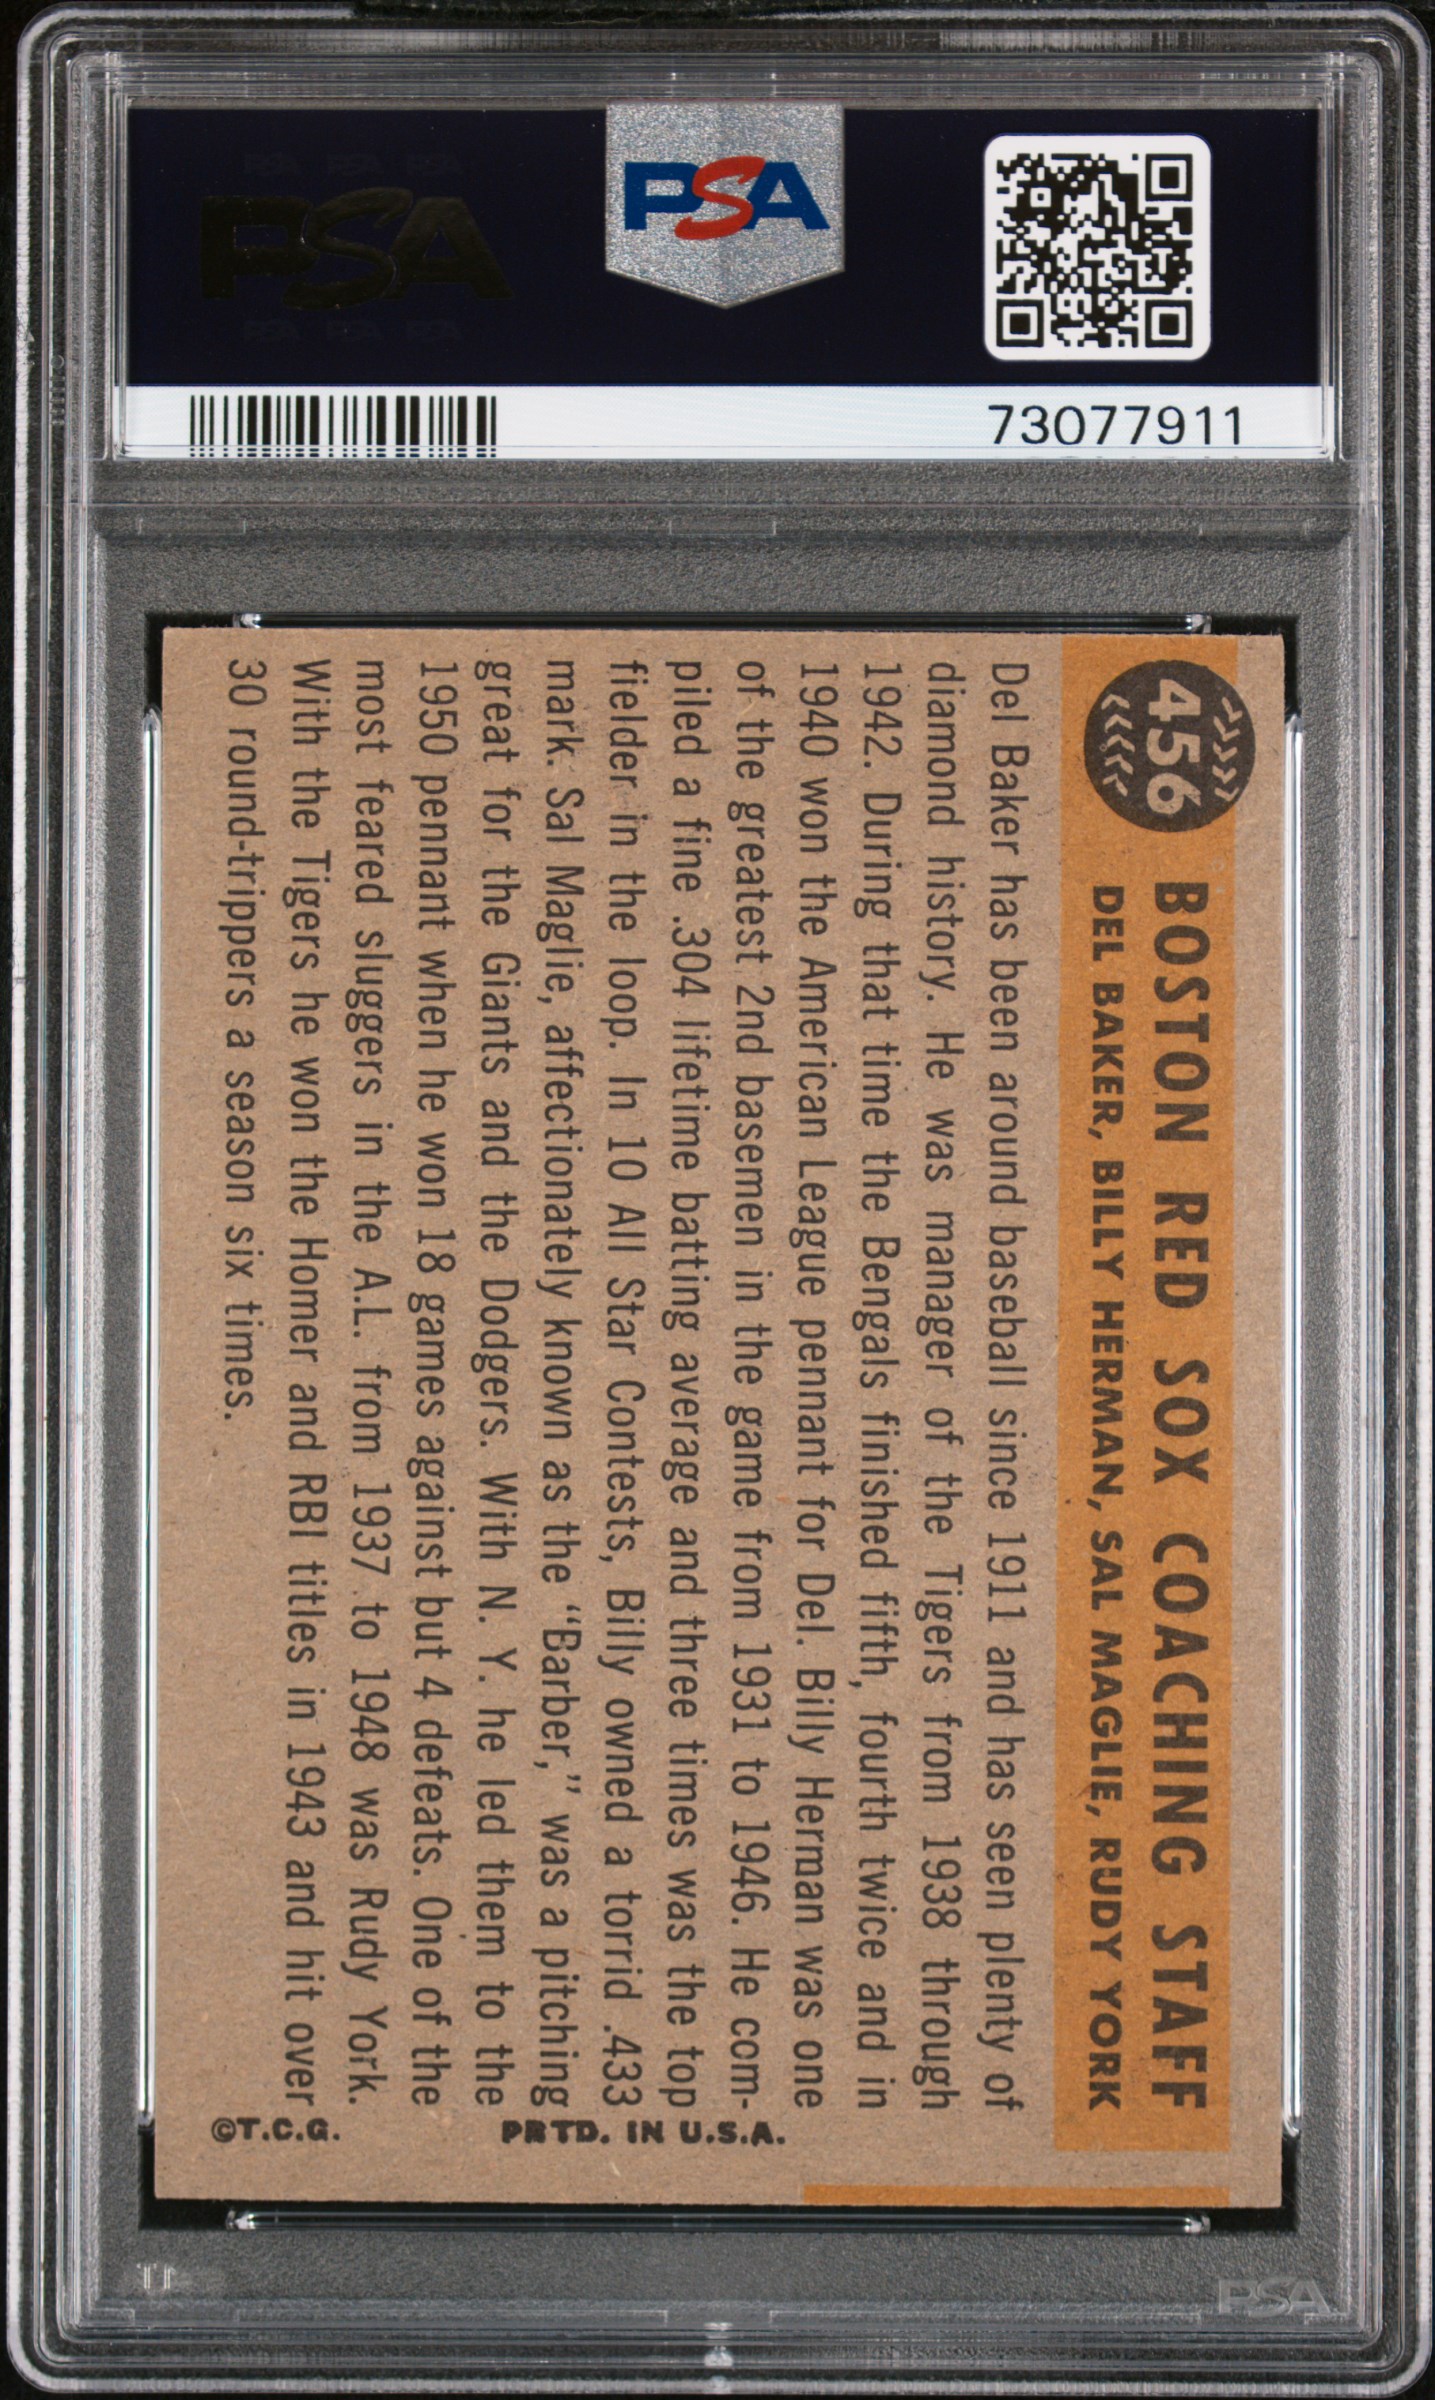 PSA
PSA
73077911
456
BOSTON RED SOX COACHING STAFF
DEL BAKER, BILLY HERMAN, SAL MAGLIE, RUDY YORK
Del Baker has been around baseball since 1911 and has seen plenty of
diamond history. He was manager of the Tigers from 1938 through
1942. During that time the Bengals finished fifth, fourth twice and in
1940 won the American League pennant for Del. Billy Herman was one
of the greatest 2nd basemen in the game from 1931 to 1946. He com-
piled a fine .304 lifetime batting average and three times was the top
fielder in the loop. In 10 All Star Contests, Billy owned a torrid .433
mark. Sal Maglie, affectionately known as the "Barber," was a pitching
great for the Giants and the Dodgers. With N. Y. he led them to the
1950 pennant when he won 18 games against but 4 defeats. One of the
most feared sluggers in the A.L. from 1937 to 1948 was Rudy York.
With the Tigers he won the Homer and RBI titles in 1943 and hit over
30 round-trippers a season six times.
PRTD. IN U.S.A.
©T.C.G.
PSA